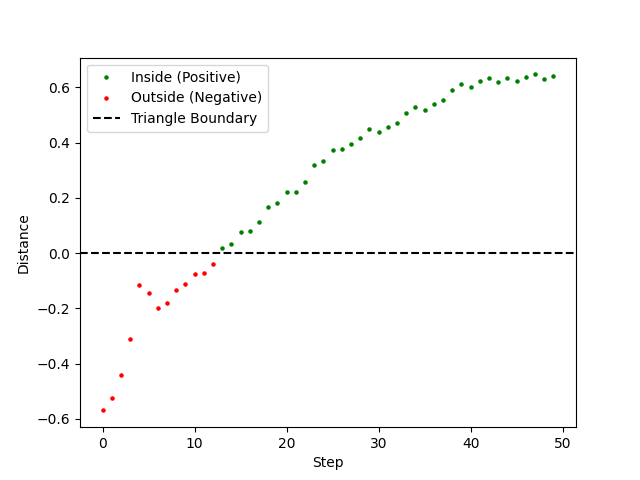 Inside (Positive)
Outside (Negative)
Triangle Boundary
0.6
0.4
0.2
0.0
−0.2
−0.4
−0.6
Distance
0 10 20 30 40 50
Step